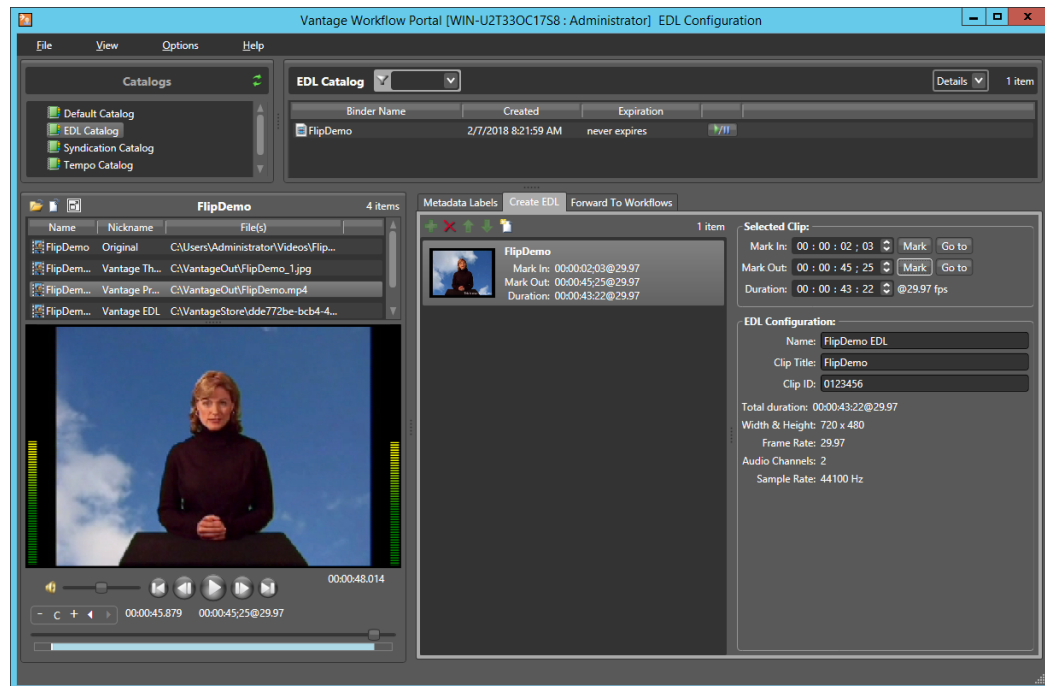 Vantage Workflow Portal [WIN-U2T33OC17S8 : Administrator] EDL Configuration
File View Options Help
Catalogs
Default Catalog
EDL Catalog
Syndication Catalog
Tempo Catalog
EDL Catalog Details 1 item
Binder Name Created Expiration
FlipDemo 2/7/2018 8:21:59 AM never expires
FlipDemo 4 items
Name Nickname File(s)
FlipDemo Original C:\Users\Administrator\Videos\Flip...
FlipDem... Vantage Th... C:\VantageOut\FlipDemo_1.jpg
FlipDem... Vantage Pr... C:\VantageOut\FlipDemo.mp4
FlipDem... Vantage EDL C:\VantageStore\dde772be-bcb4-4...
00:00:48.014
- c +
00:00:45.879 00:00:45;25@29.97
Metadata Labels Create EDL Forward To Workflows
1 item
FlipDemo
Mark In: 00:00:02;03@29.97
Mark Out: 00:00:45;25@29.97
Duration: 00:00:43:22@29.97
Selected Clip:
Mark In: 00 : 00 : 02 ; 03 Mark Go to
Mark Out: 00 : 00 : 45 ; 25 Mark Go to
Duration: 00 : 00 : 43 : 22 @29.97 fps
EDL Configuration:
Name: FlipDemo EDL
Clip Title: FlipDemo
Clip ID: 0123456
Total duration: 00:00:43:22@29.97
Width & Height: 720 x 480
Frame Rate: 29.97
Audio Channels: 2
Sample Rate: 44100 Hz